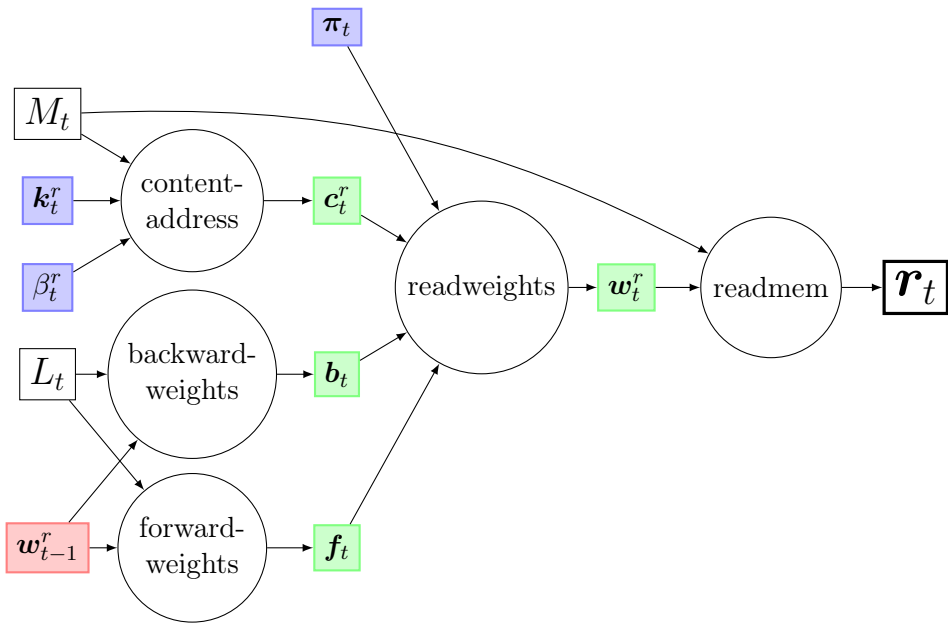 π_t
M_t
k_t^r
content-
address
c_t^r
β_t^r
readweights
w_t^r
readmem
r_t
L_t
backward-
weights
b_t
w_{t−1}^r
forward-
weights
f_t